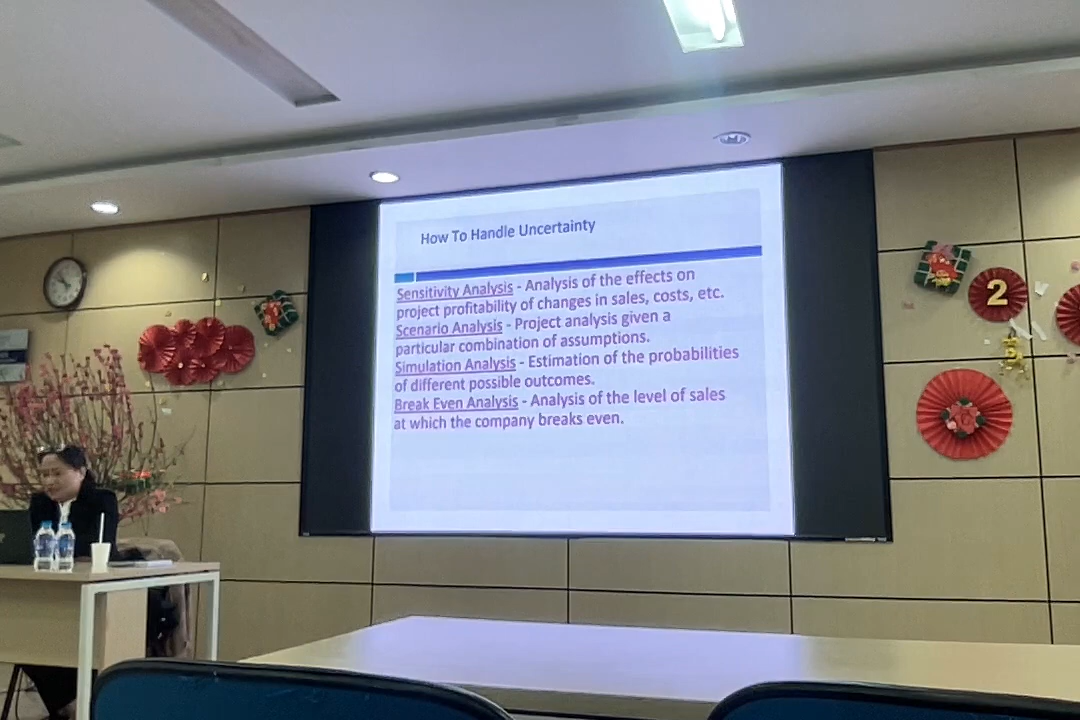 How To Handle Uncertainty
Sensitivity Analysis - Analysis of the effects on
project profitability of changes in sales, costs, etc.
Scenario Analysis - Project analysis given a
particular combination of assumptions.
Simulation Analysis - Estimation of the probabilities
of different possible outcomes.
Break Even Analysis - Analysis of the level of sales
at which the company breaks even.
2